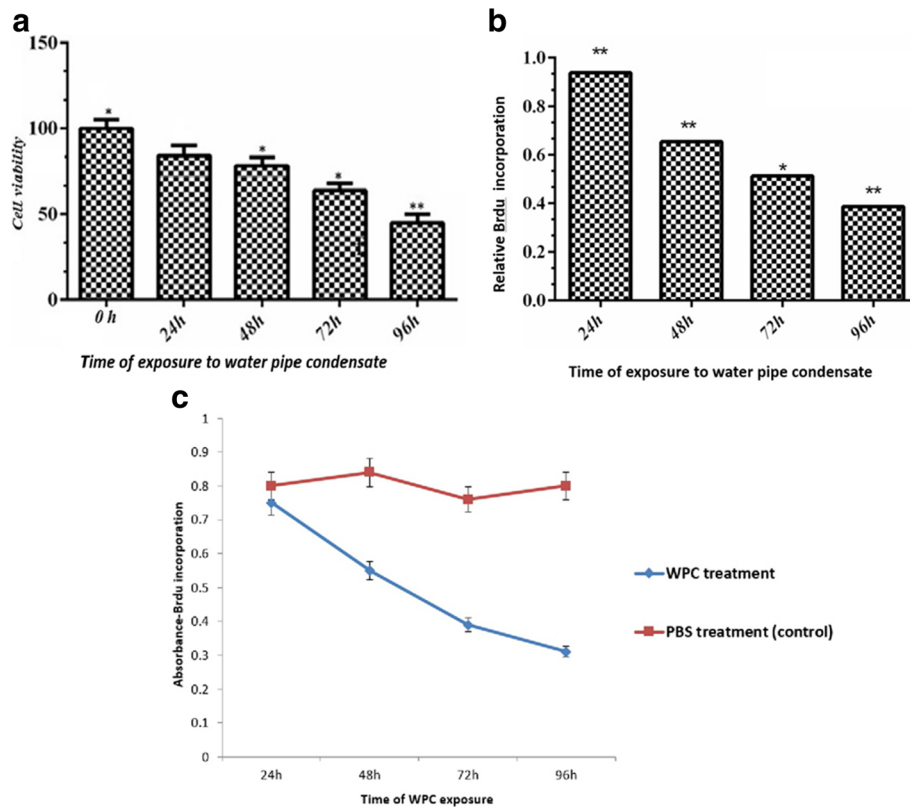 a
150
100
50
0
Cell viability
*
*
*
**
0 h
24h
48h
72h
96h
Time of exposure to water pipe condensate
b
1.0
0.8
0.6
0.4
0.2
0.0
Relative Brdu incorporation
**
**
*
**
24h
48h
72h
96h
Time of exposure to water pipe condensate
c
1
0.9
0.8
0.7
0.6
0.5
0.4
0.3
0.2
0.1
0
Absorbance-Brdu incorporation
24h
48h
72h
96h
Time of WPC exposure
WPC treatment
PBS treatment (control)